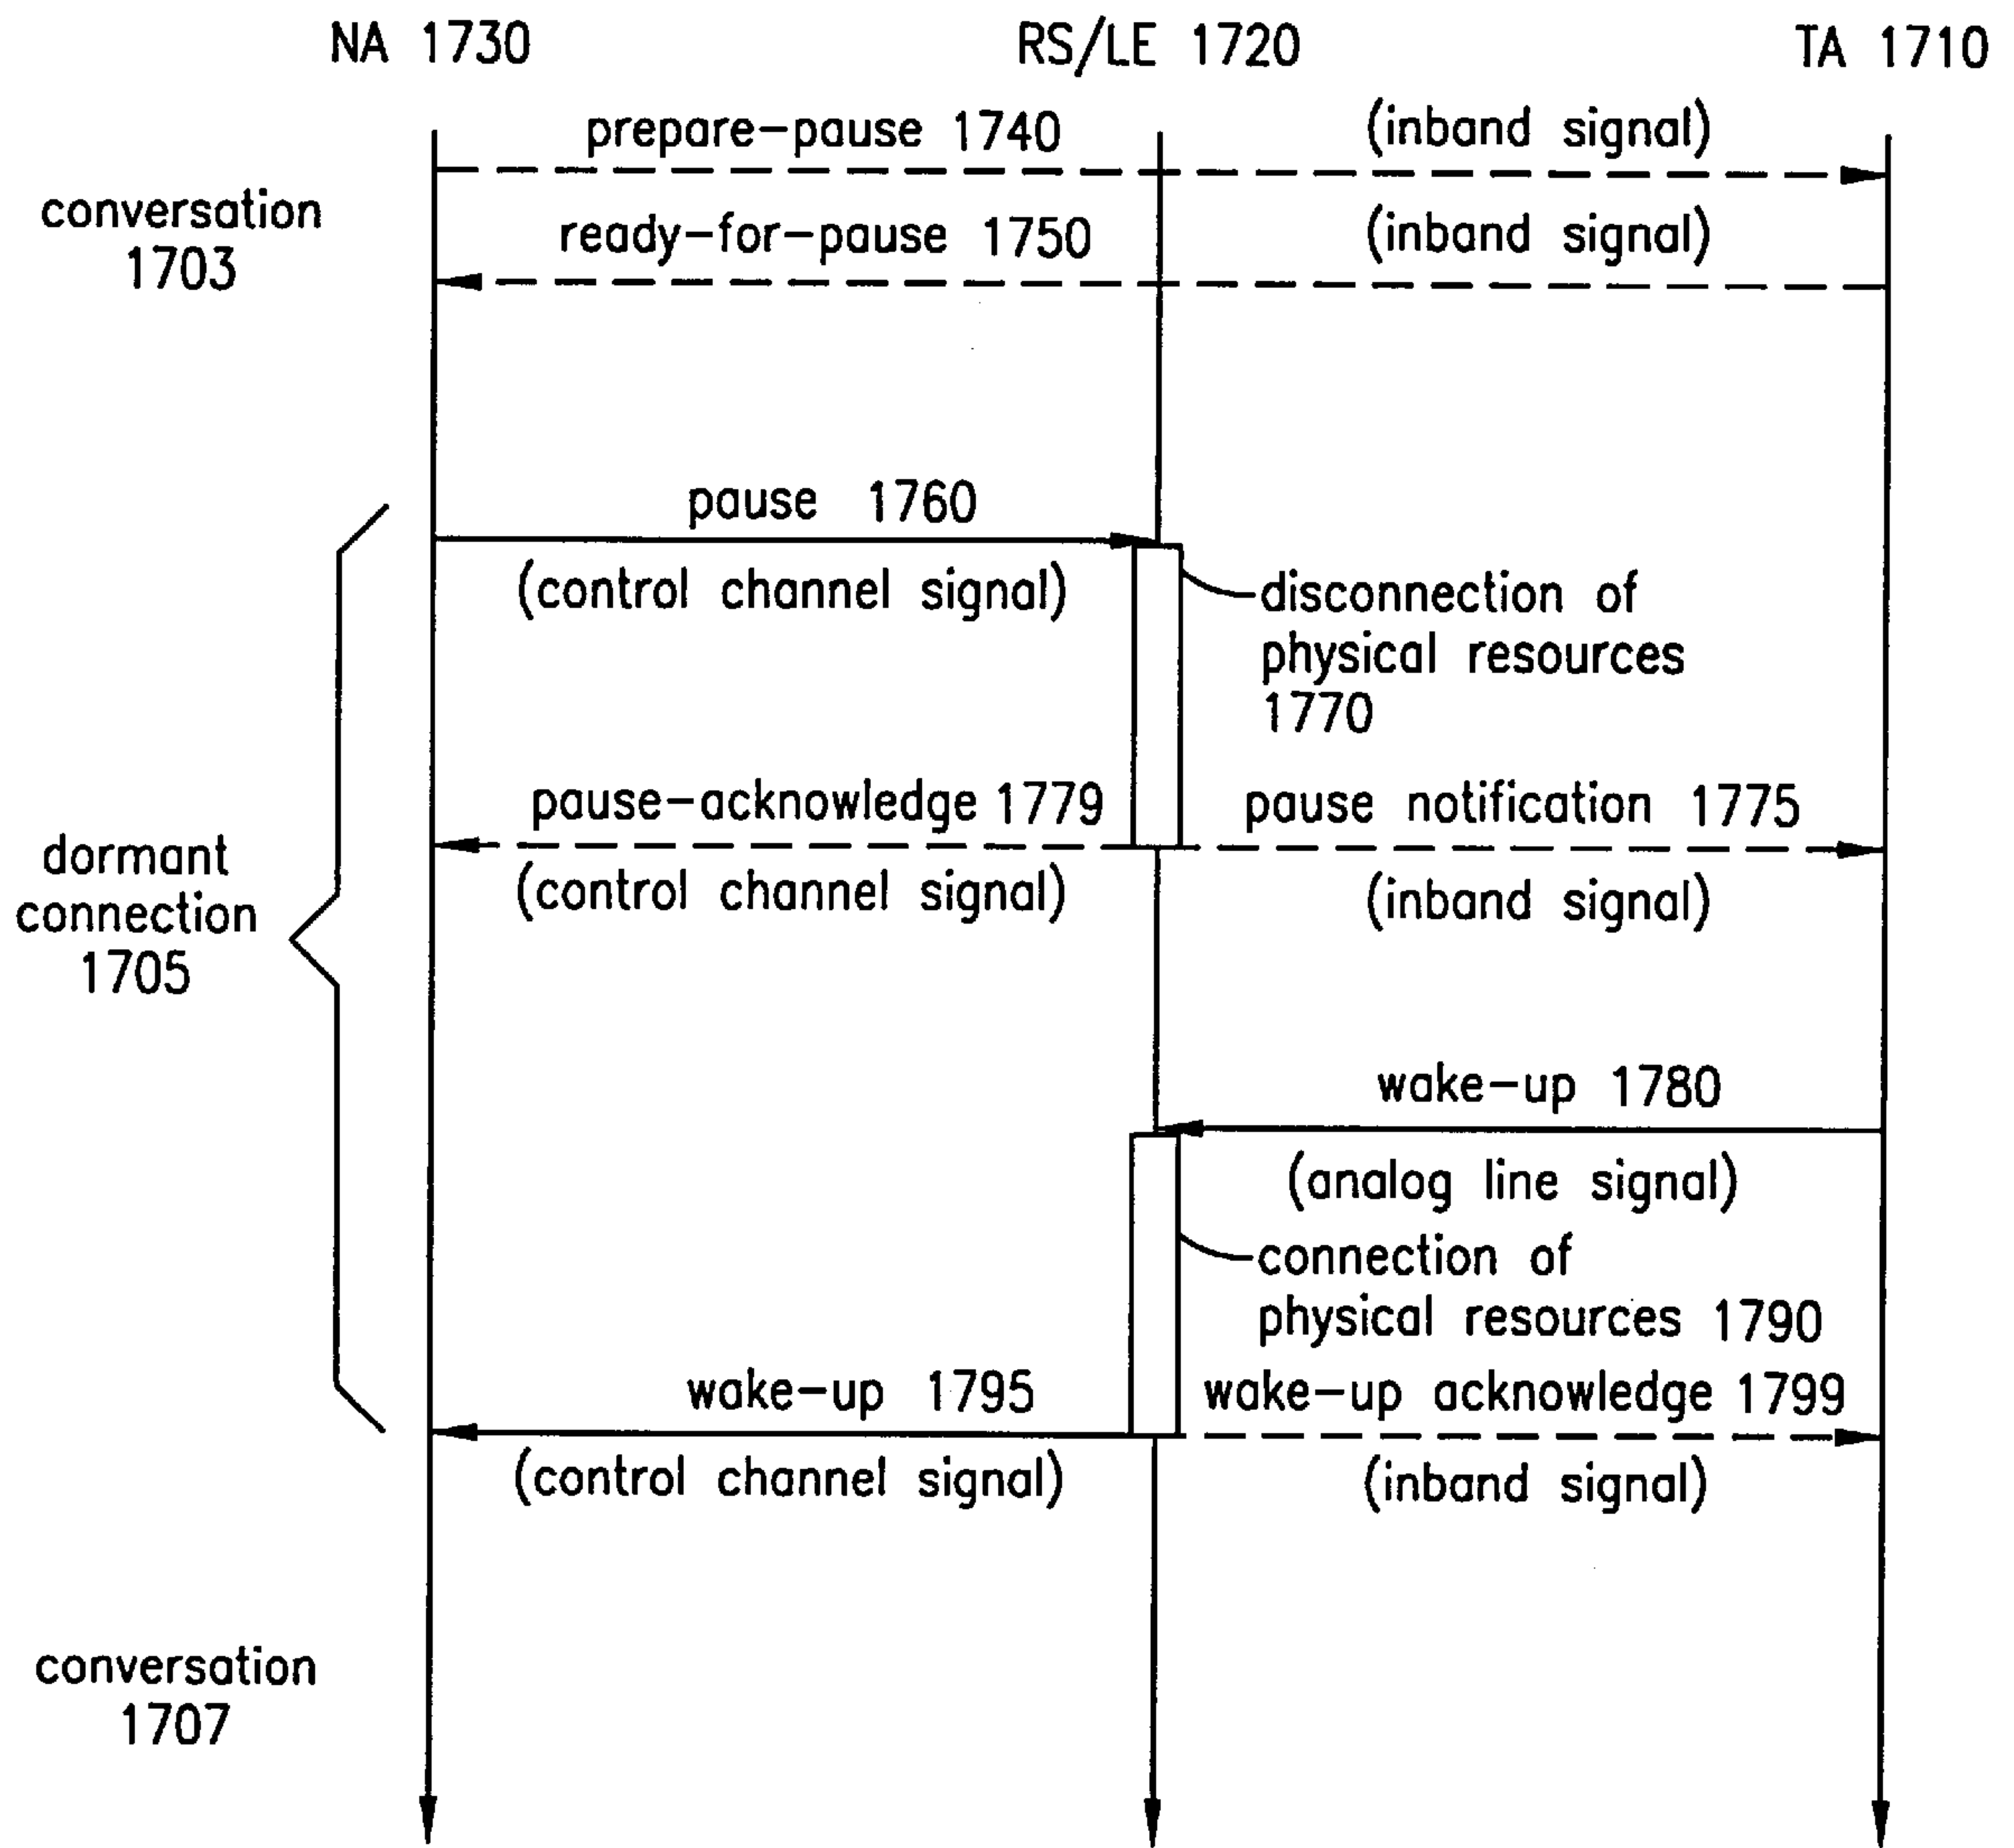 NA 1730
RS/LE 1720
TA 1710
prepare-pause 1740
(inband signal)
conversation
1703
ready-for-pause 1750
(inband signal)
pause 1760
(control channel signal)
disconnection of
physical resources
1770
pause-acknowledge 1779
pause notification 1775
(control channel signal)
(inband signal)
dormant
connection
1705
wake-up 1780
(analog line signal)
connection of
physical resources 1790
wake-up 1795
wake-up acknowledge 1799
(control channel signal)
(inband signal)
conversation
1707